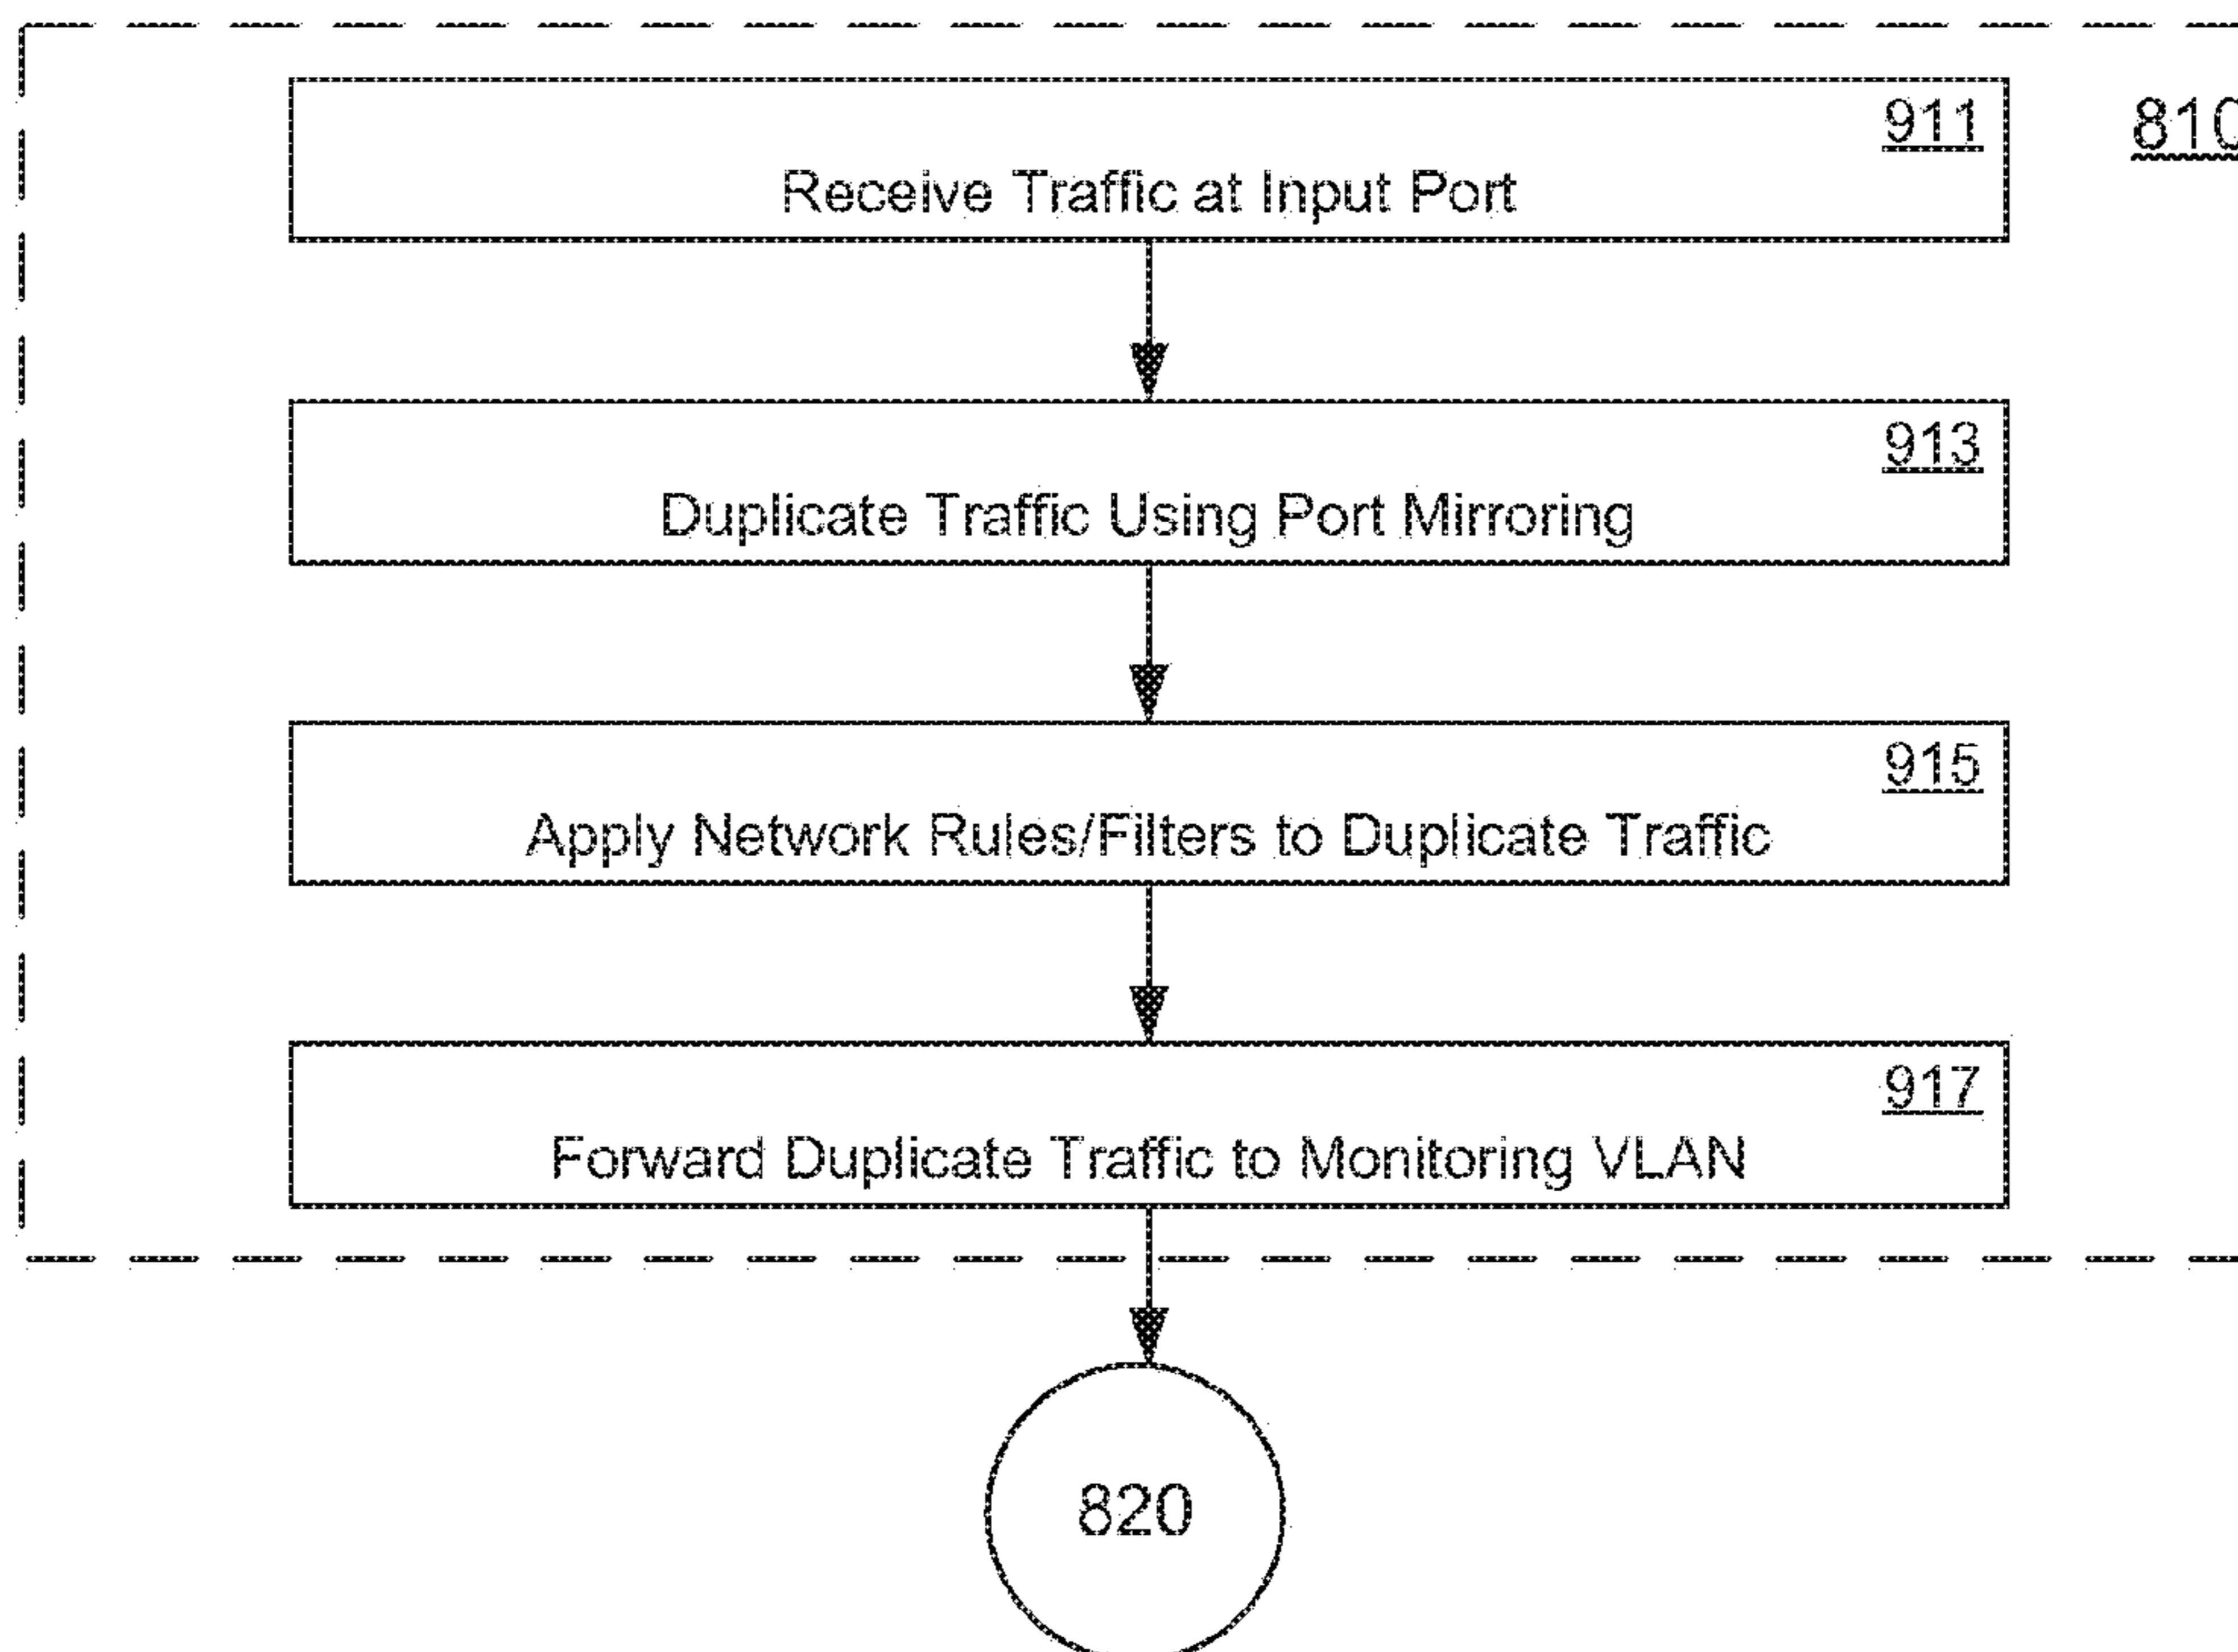 911
810
Receive Traffic at Input Port
913
Duplicate Traffic Using Port Mirroring
915
Apply Network Rules/Filters to Duplicate Traffic
917
Forward Duplicate Traffic to Monitoring VLAN
820